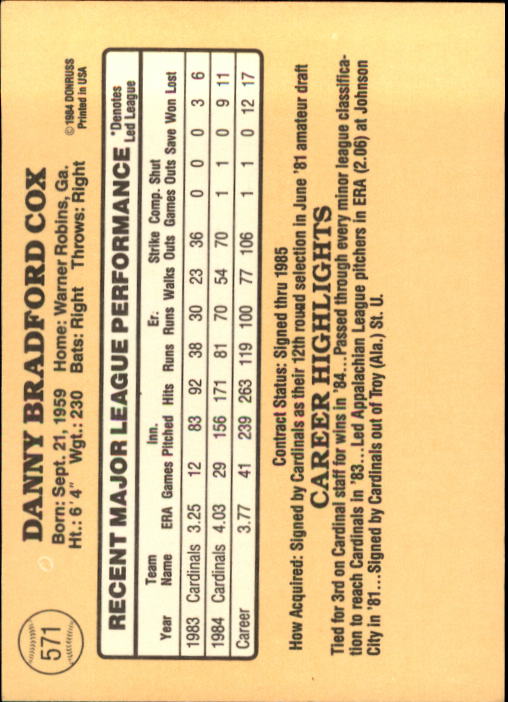 571
DANNY BRADFORD COX
Born: Sept. 21, 1959 Home: Warner Robins, Ga.
Ht.: 6'4" Wgt.: 230 Bats: Right Throws: Right
© 1984 DONRUSS
Printed in USA
RECENT MAJOR LEAGUE PERFORMANCE *Denotes Led League
Year Team Name ERA Games Inn. Pitched Hits Runs Er. Runs Walks Strike Outs Comp. Games Shut Outs Save Won Lost
1983 Cardinals 3.25 12 83 92 38 30 23 36 0 0 0 3 6
1984 Cardinals 4.03 29 156 171 81 70 54 70 1 1 0 9 11
Career 3.77 41 239 263 119 100 77 106 1 1 0 12 17
Contract Status: Signed thru 1985
How Acquired: Signed by Cardinals as their 12th round selection in June '81 amateur draft
CAREER HIGHLIGHTS
Tied for 3rd on Cardinal staff for wins in '84...Passed through every minor league classifica-
tion to reach Cardinals in '83...Led Appalachian League pitchers in ERA (2.06) at Johnson
City in '81...Signed by Cardinals out of Troy (Ala.) St. U.